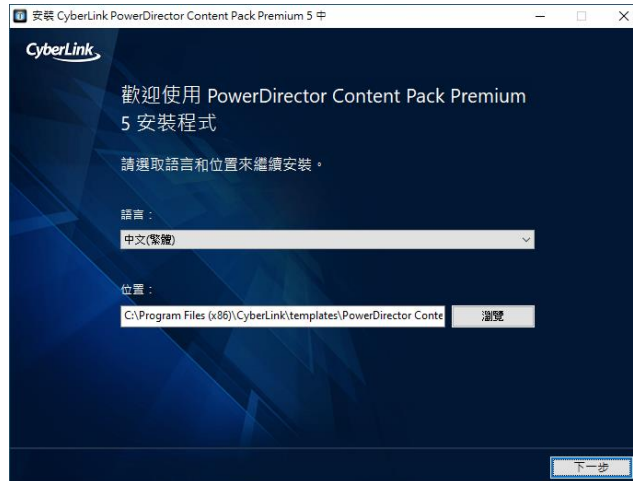 安裝 CyberLink PowerDirector Content Pack Premium 5 中
CyberLink
歡迎使用 PowerDirector Content Pack Premium
5 安裝程式
請選取語言和位置來繼續安裝。
語言：
中文(繁體)
位置：
C:\Program Files (x86)\CyberLink\templates\PowerDirector Conte
瀏覽
下一步